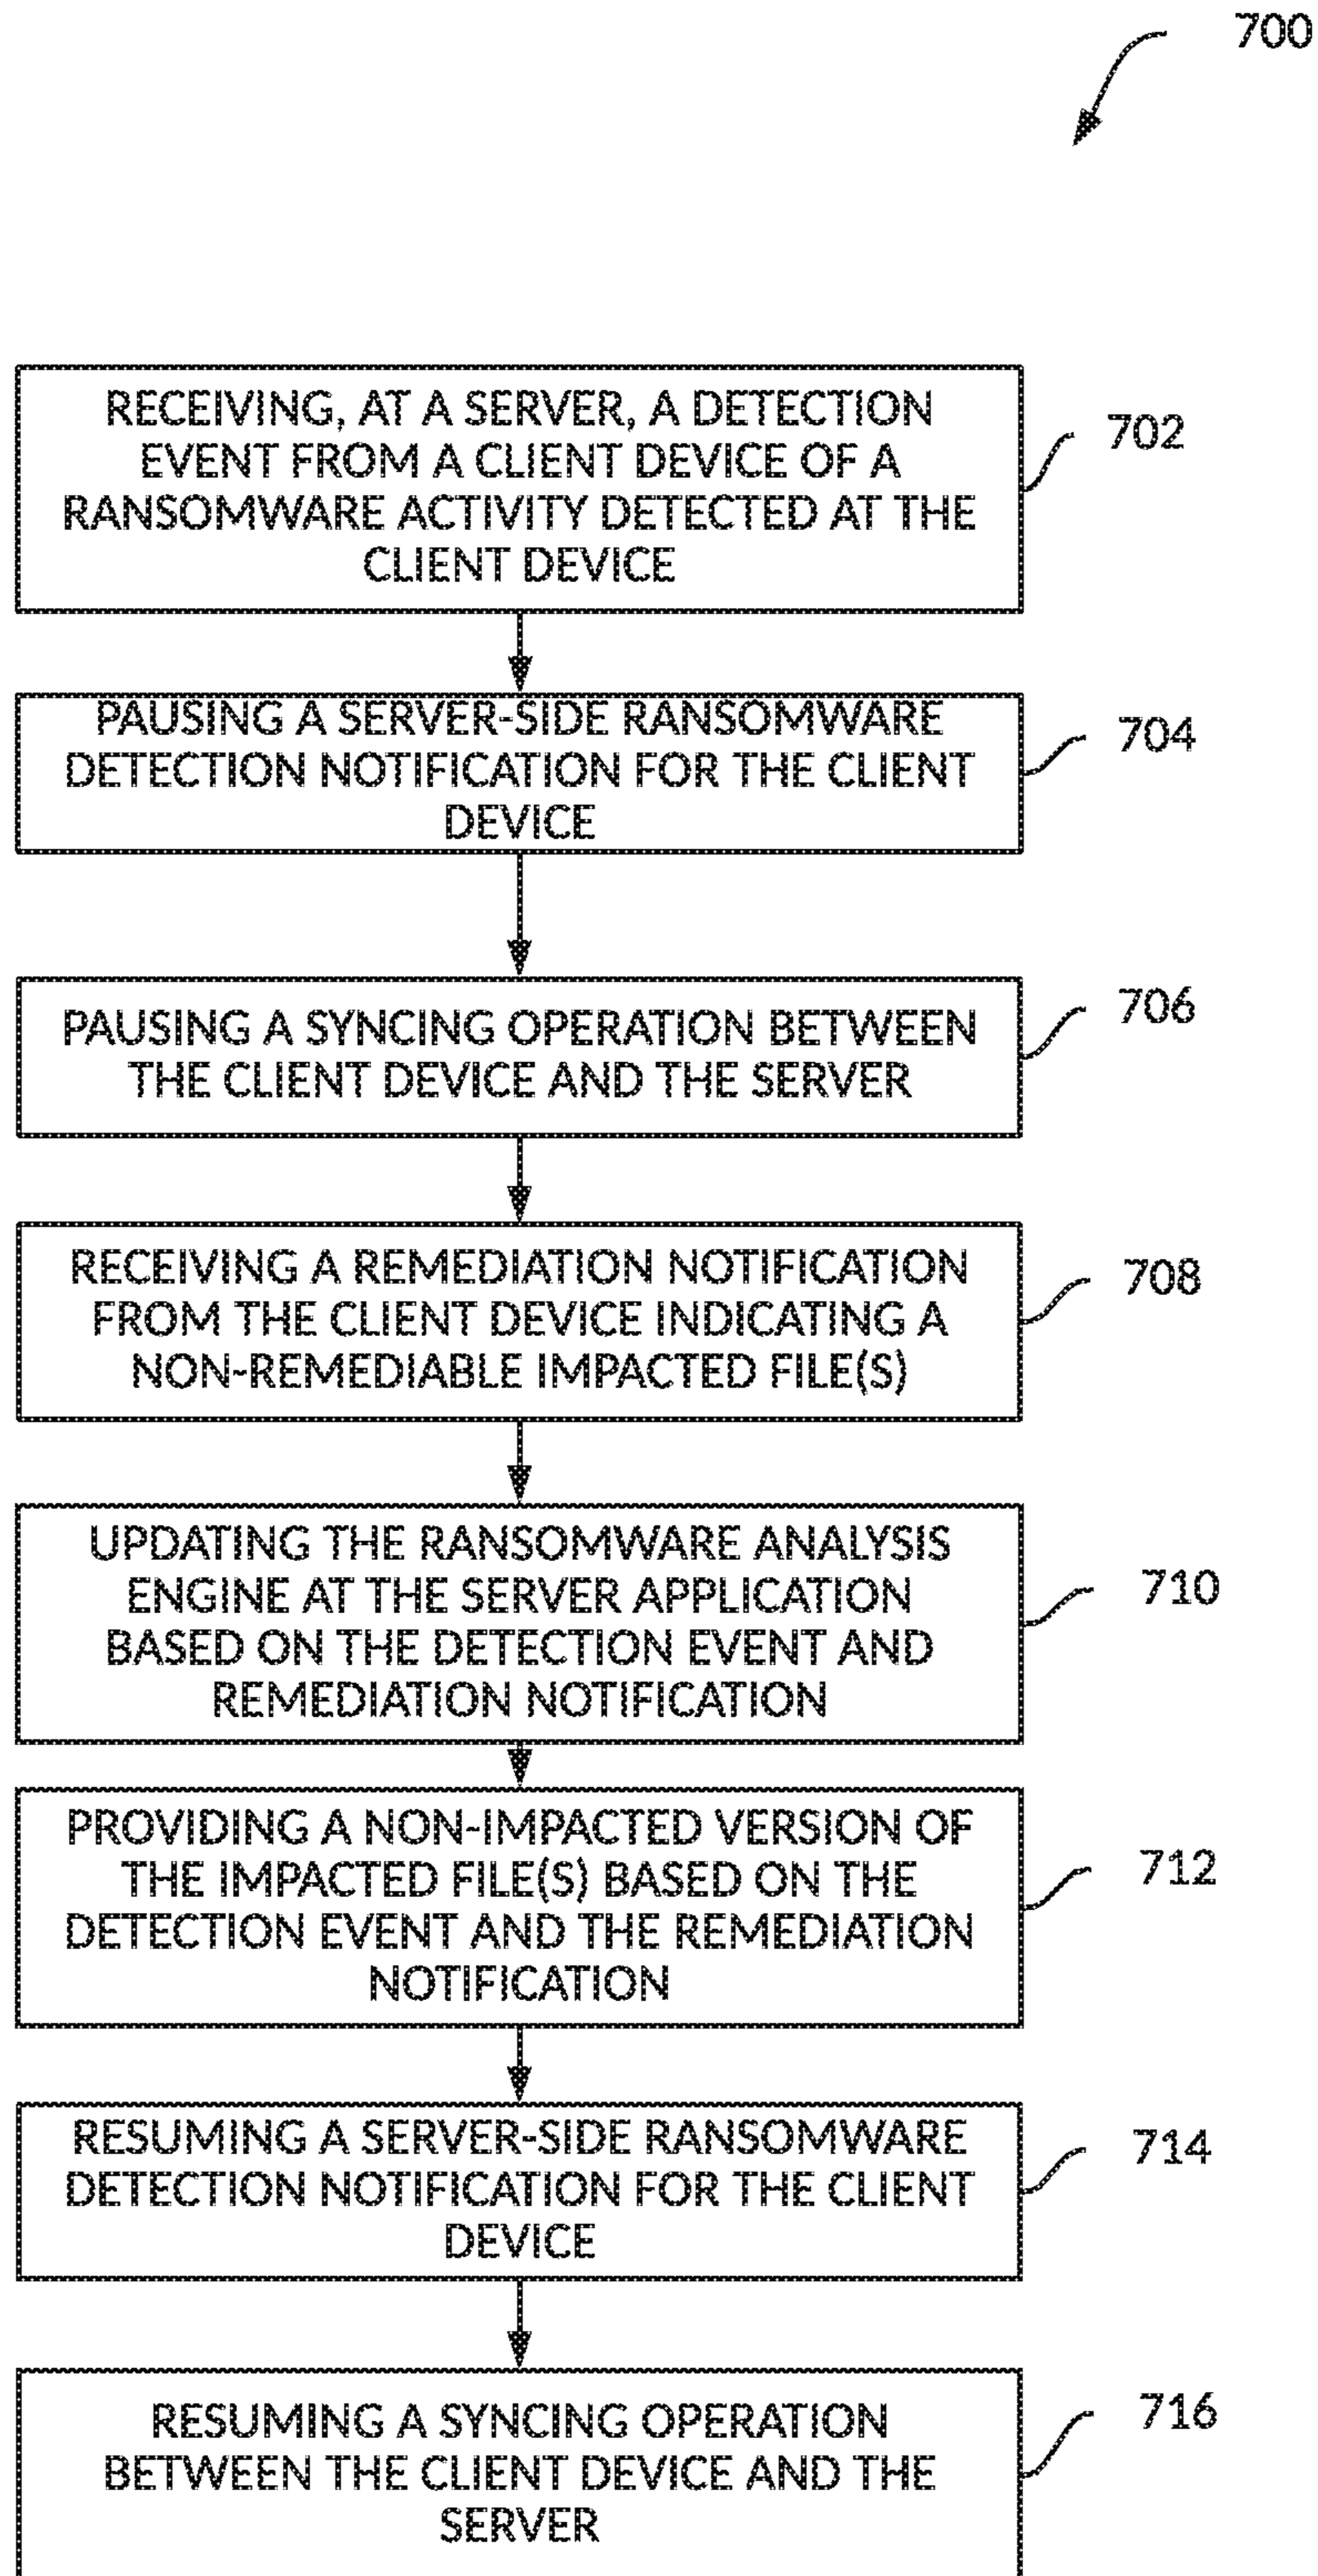 700
RECEIVING, AT A SERVER, A DETECTION
EVENT FROM A CLIENT DEVICE OF A
RANSOMWARE ACTIVITY DETECTED AT THE
CLIENT DEVICE
702
PAUSING A SERVER-SIDE RANSOMWARE
DETECTION NOTIFICATION FOR THE CLIENT
DEVICE
704
PAUSING A SYNCING OPERATION BETWEEN
THE CLIENT DEVICE AND THE SERVER
706
RECEIVING A REMEDIATION NOTIFICATION
FROM THE CLIENT DEVICE INDICATING A
NON-REMEDIABLE IMPACTED FILE(S)
708
UPDATING THE RANSOMWARE ANALYSIS
ENGINE AT THE SERVER APPLICATION
BASED ON THE DETECTION EVENT AND
REMEDIATION NOTIFICATION
710
PROVIDING A NON-IMPACTED VERSION OF
THE IMPACTED FILE(S) BASED ON THE
DETECTION EVENT AND THE REMEDIATION
NOTIFICATION
712
RESUMING A SERVER-SIDE RANSOMWARE
DETECTION NOTIFICATION FOR THE CLIENT
DEVICE
714
RESUMING A SYNCING OPERATION
BETWEEN THE CLIENT DEVICE AND THE
SERVER
716